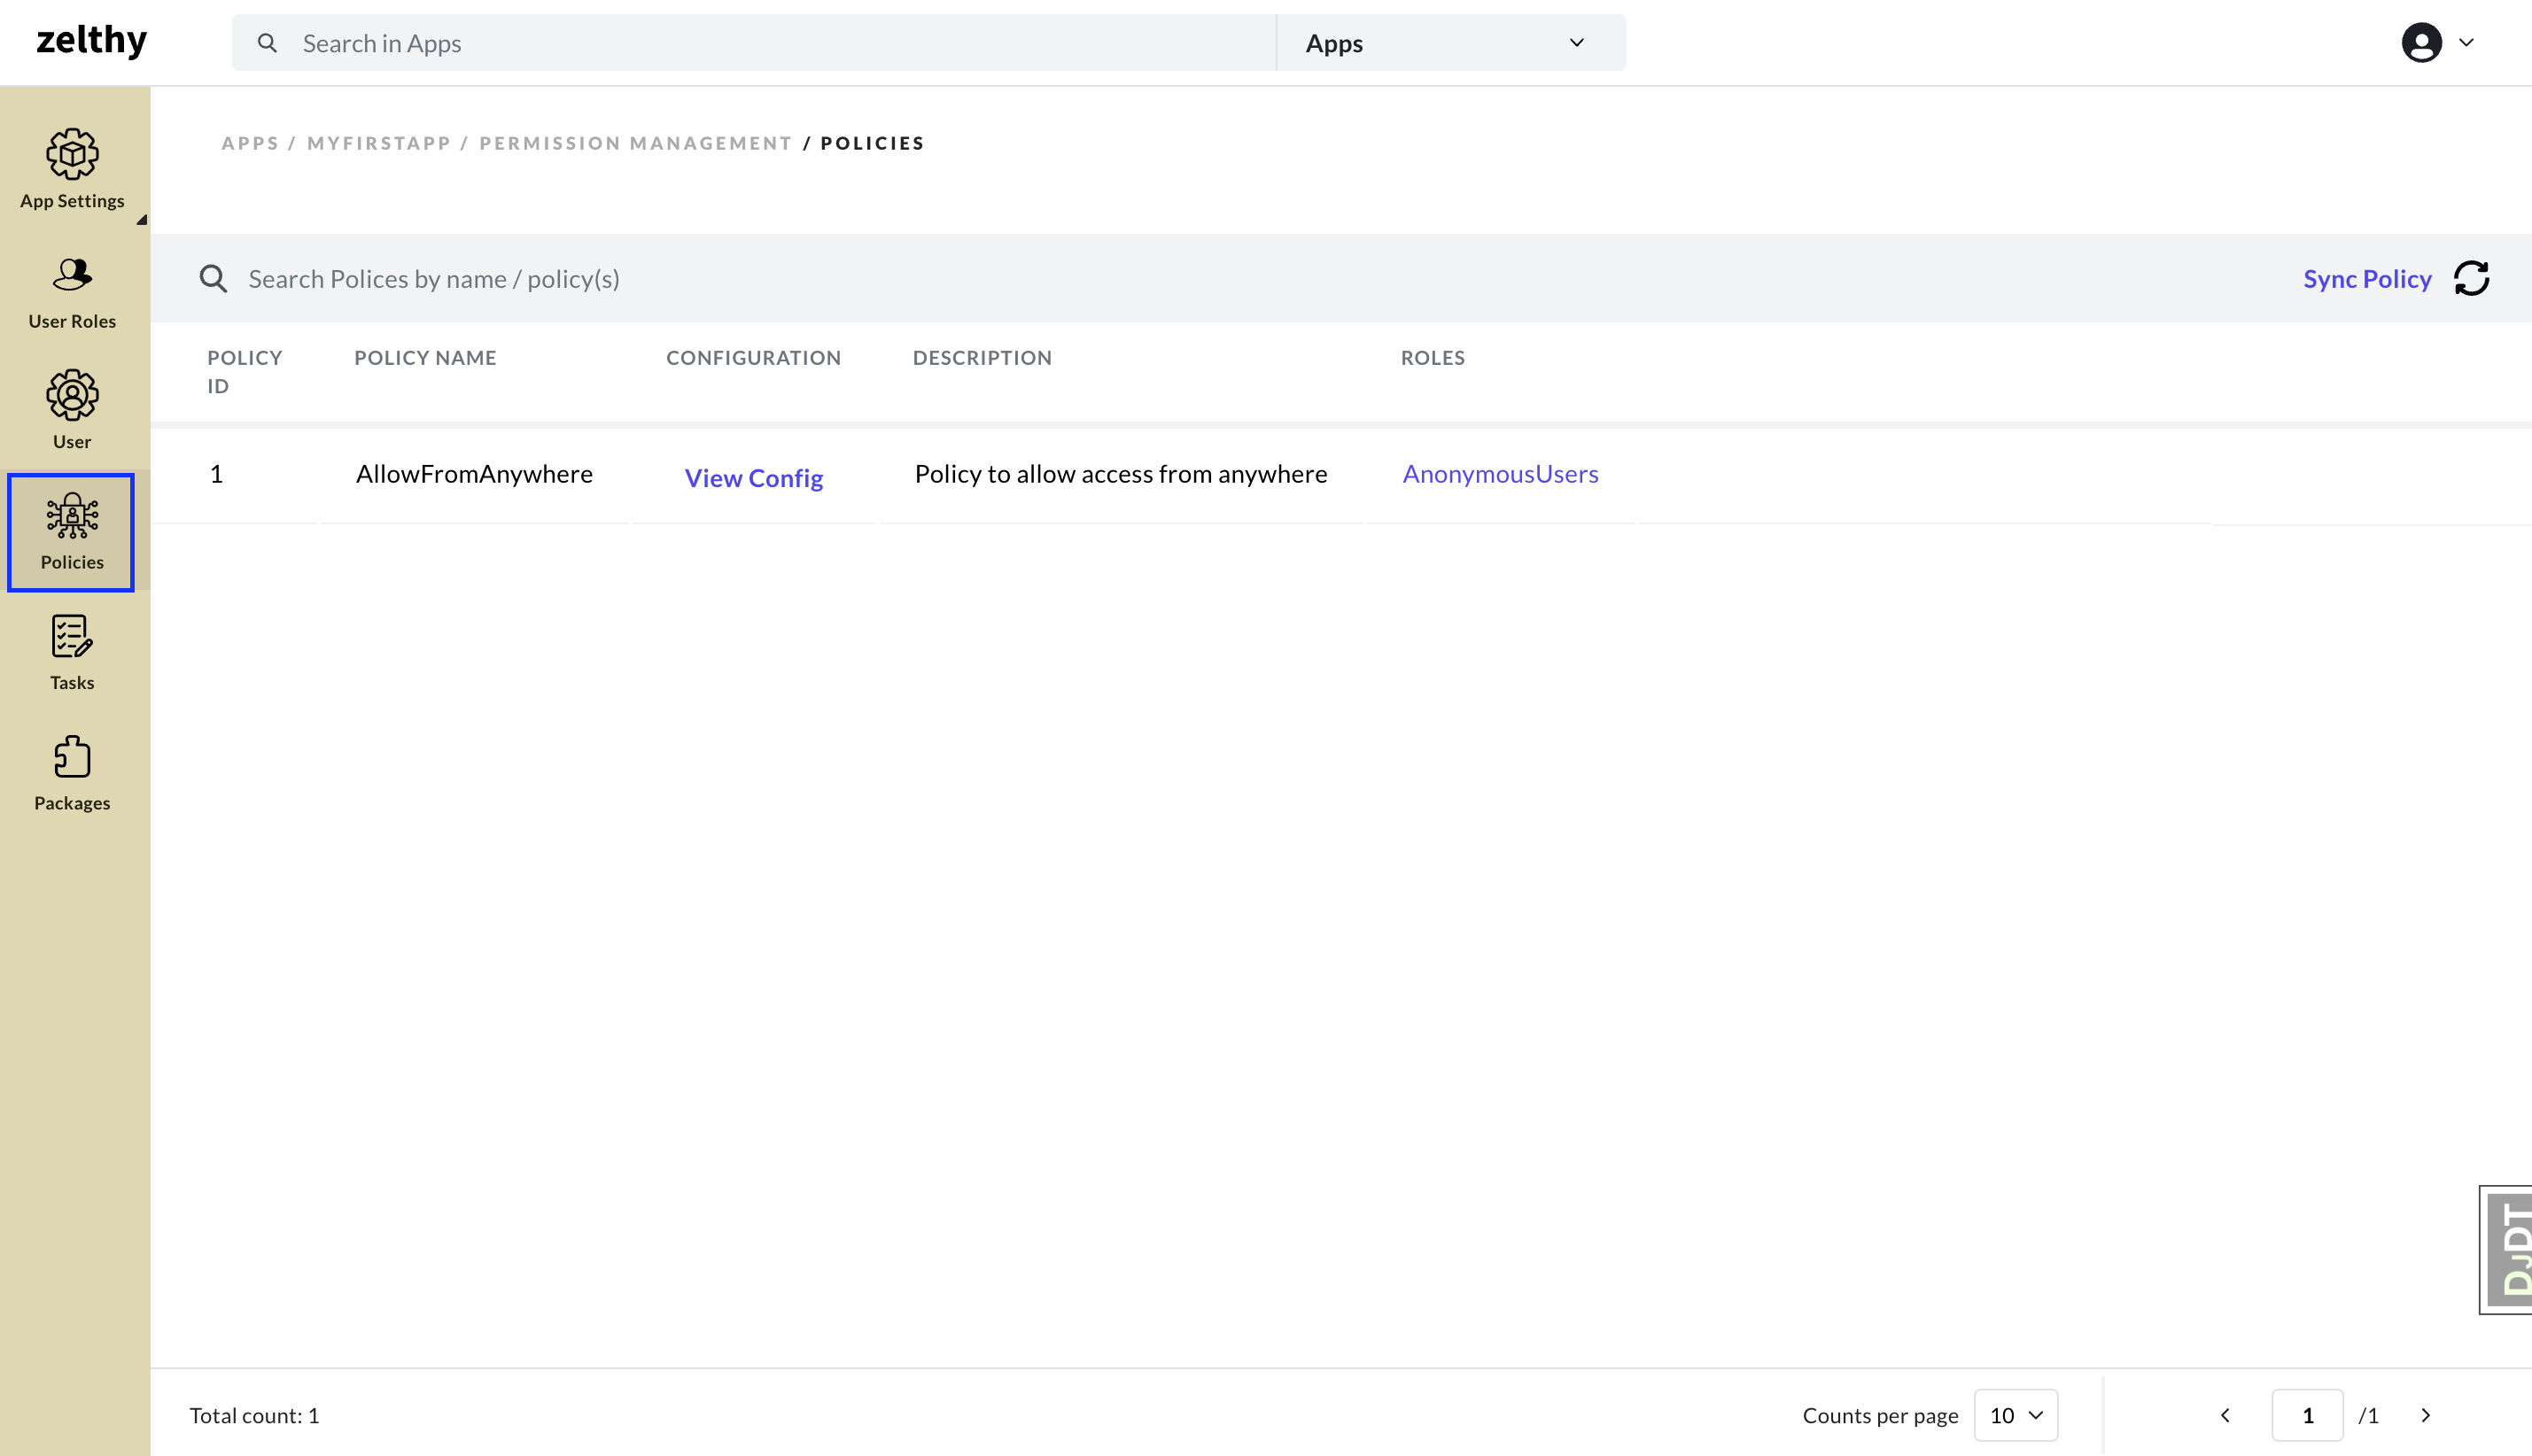 zelthy
Search in Apps
Apps
App Settings
User Roles
User
Policies
Tasks
Packages
APPS / MYFIRSTAPP / PERMISSION MANAGEMENT / POLICIES
Search Polices by name / policy(s)
Sync Policy
POLICY ID POLICY NAME CONFIGURATION DESCRIPTION ROLES
1 AllowFromAnywhere View Config Policy to allow access from anywhere AnonymousUsers
DJDT
Total count: 1
Counts per page 10
1 /1